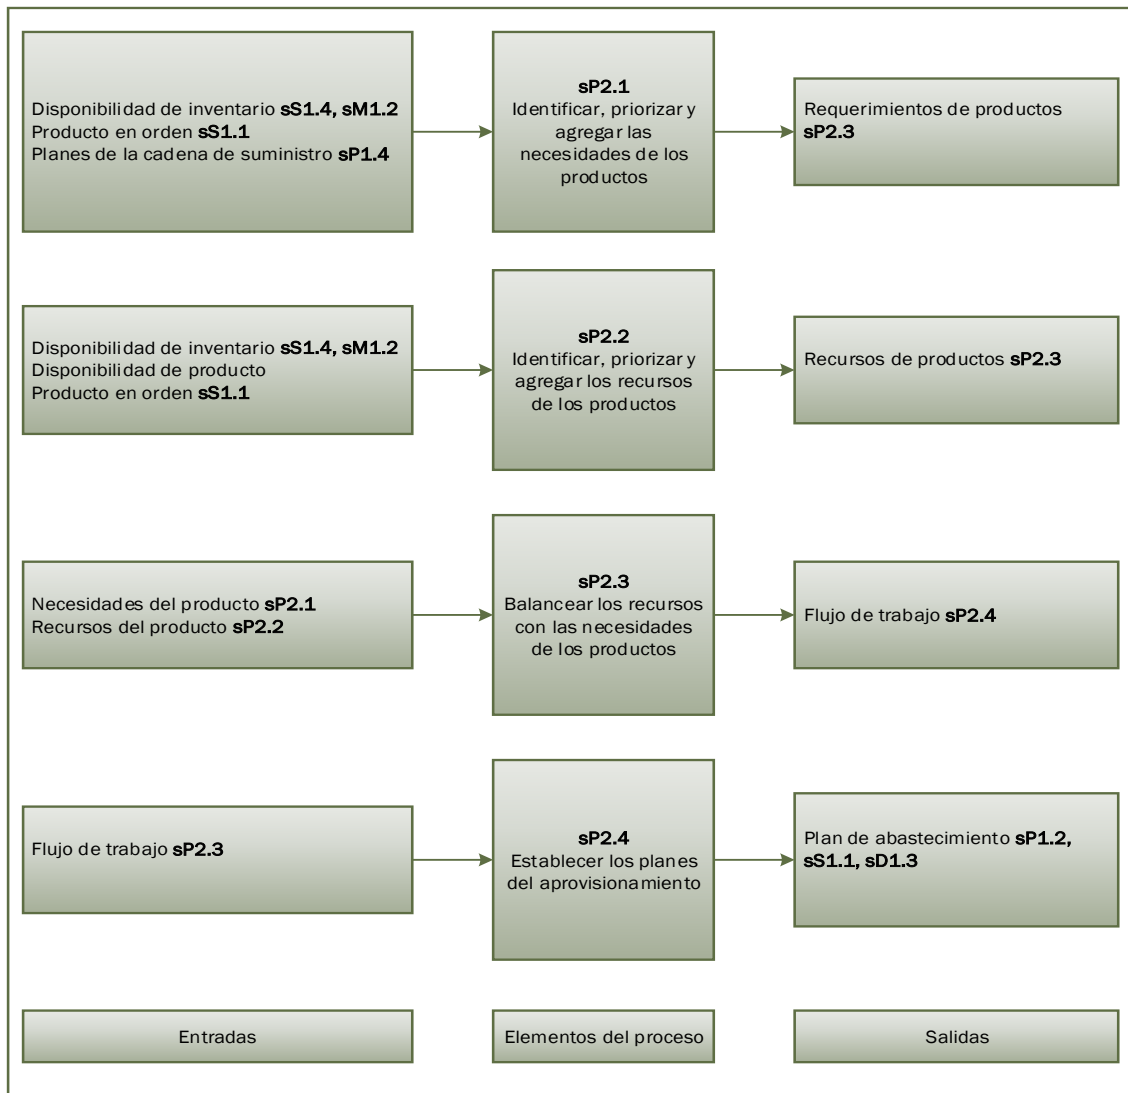 Disponibilidad de inventario sS1.4, sM1.2
Producto en orden sS1.1
Planes de la cadena de suministro sP1.4
sP2.1
Identificar, priorizar y
agregar las
necesidades de los
productos
Requerimientos de productos
sP2.3
Disponibilidad de inventario sS1.4, sM1.2
Disponibilidad de producto
Producto en orden sS1.1
sP2.2
Identificar, priorizar y
agregar los recursos
de los productos
Recursos de productos sP2.3
Necesidades del producto sP2.1
Recursos del producto sP2.2
sP2.3
Balancear los recursos
con las necesidades
de los productos
Flujo de trabajo sP2.4
Flujo de trabajo sP2.3
sP2.4
Establecer los planes
del aprovisionamiento
Plan de abastecimiento sP1.2,
sS1.1, sD1.3
Entradas
Elementos del proceso
Salidas